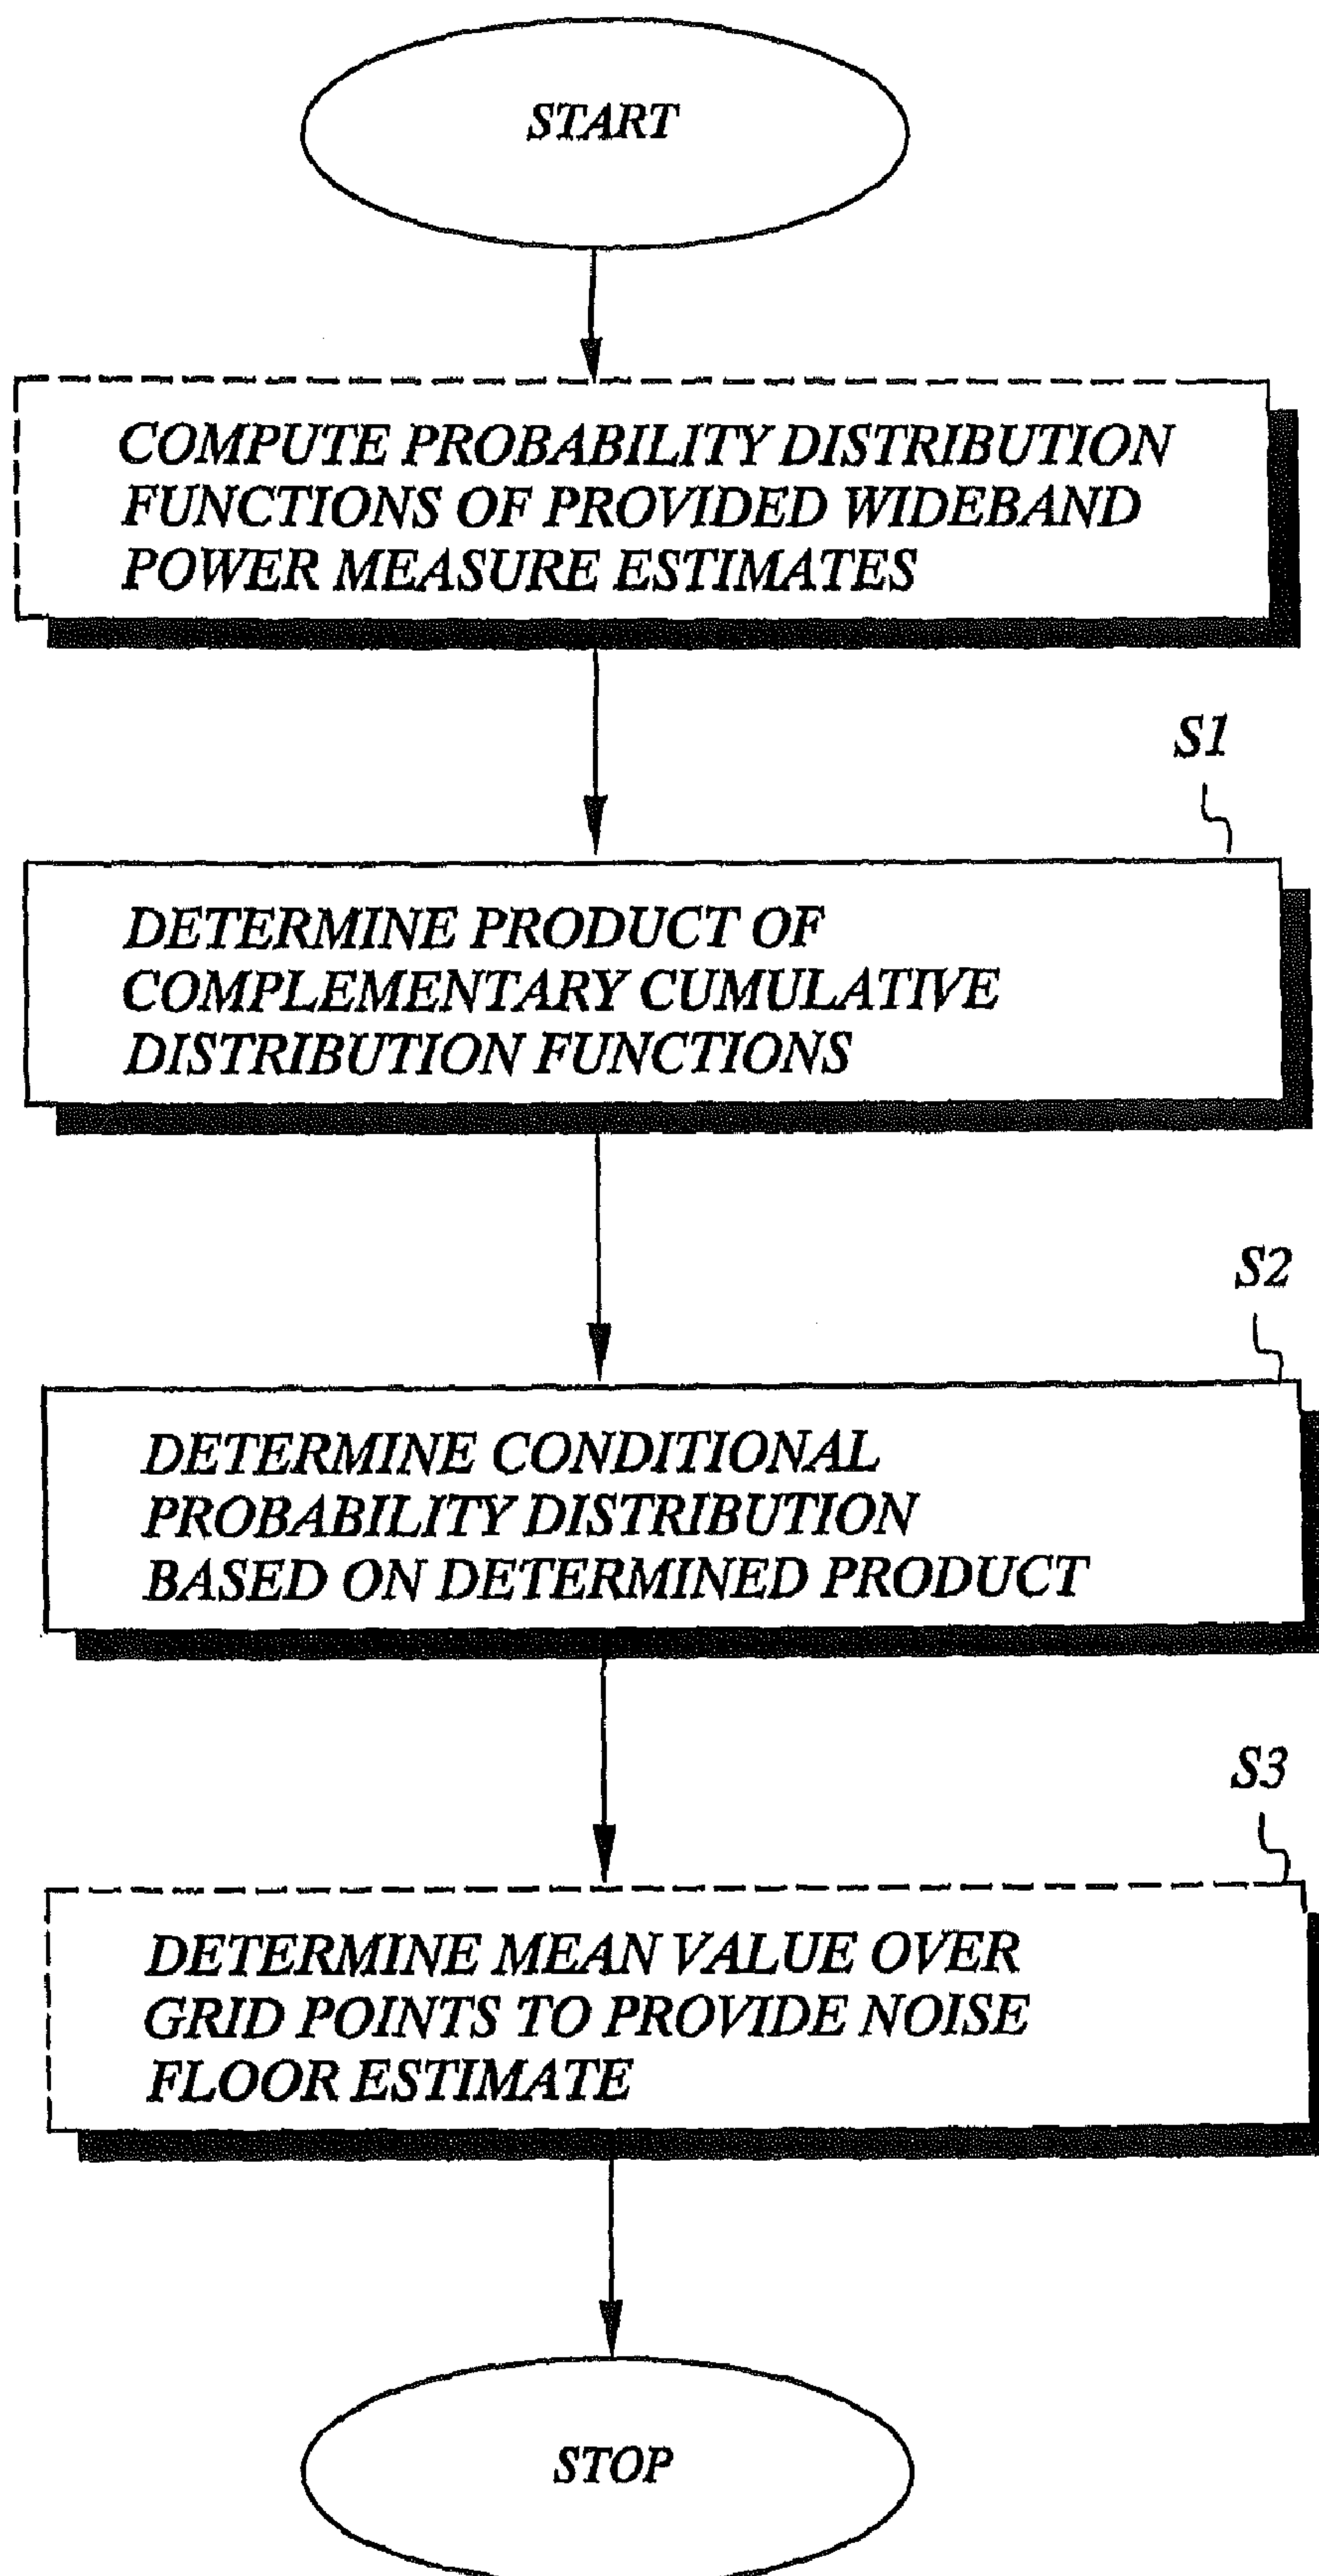 START
COMPUTE PROBABILITY DISTRIBUTION
FUNCTIONS OF PROVIDED WIDEBAND
POWER MEASURE ESTIMATES
S1
DETERMINE PRODUCT OF
COMPLEMENTARY CUMULATIVE
DISTRIBUTION FUNCTIONS
S2
DETERMINE CONDITIONAL
PROBABILITY DISTRIBUTION
BASED ON DETERMINED PRODUCT
S3
DETERMINE MEAN VALUE OVER
GRID POINTS TO PROVIDE NOISE
FLOOR ESTIMATE
STOP